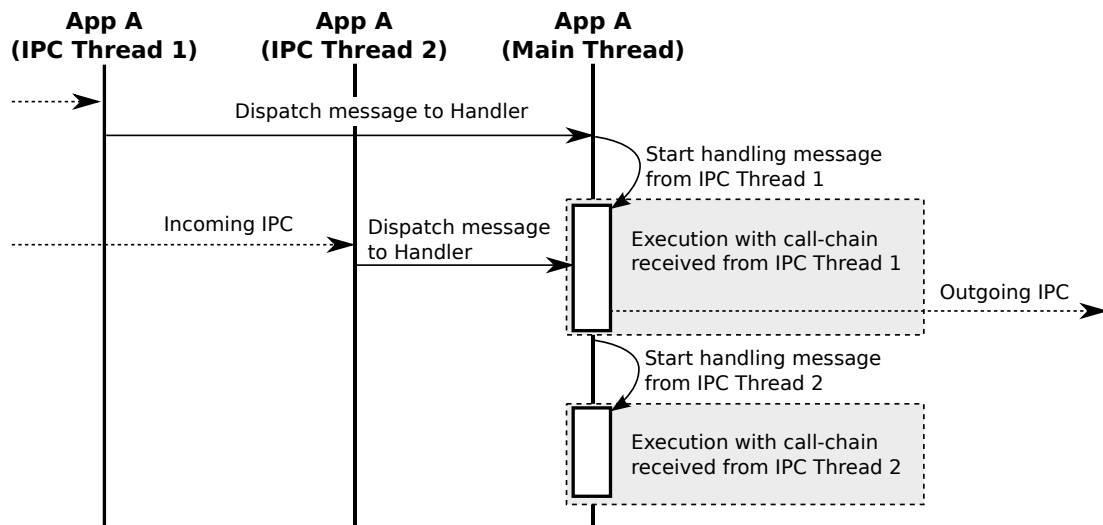 App A
(IPC Thread 1)
App A
(IPC Thread 2)
App A
(Main Thread)
Dispatch message to Handler
Start handling message
from IPC Thread 1
Incoming IPC
Dispatch message
to Handler
Execution with call-chain
received from IPC Thread 1
Outgoing IPC
Start handling message
from IPC Thread 2
Execution with call-chain
received from IPC Thread 2